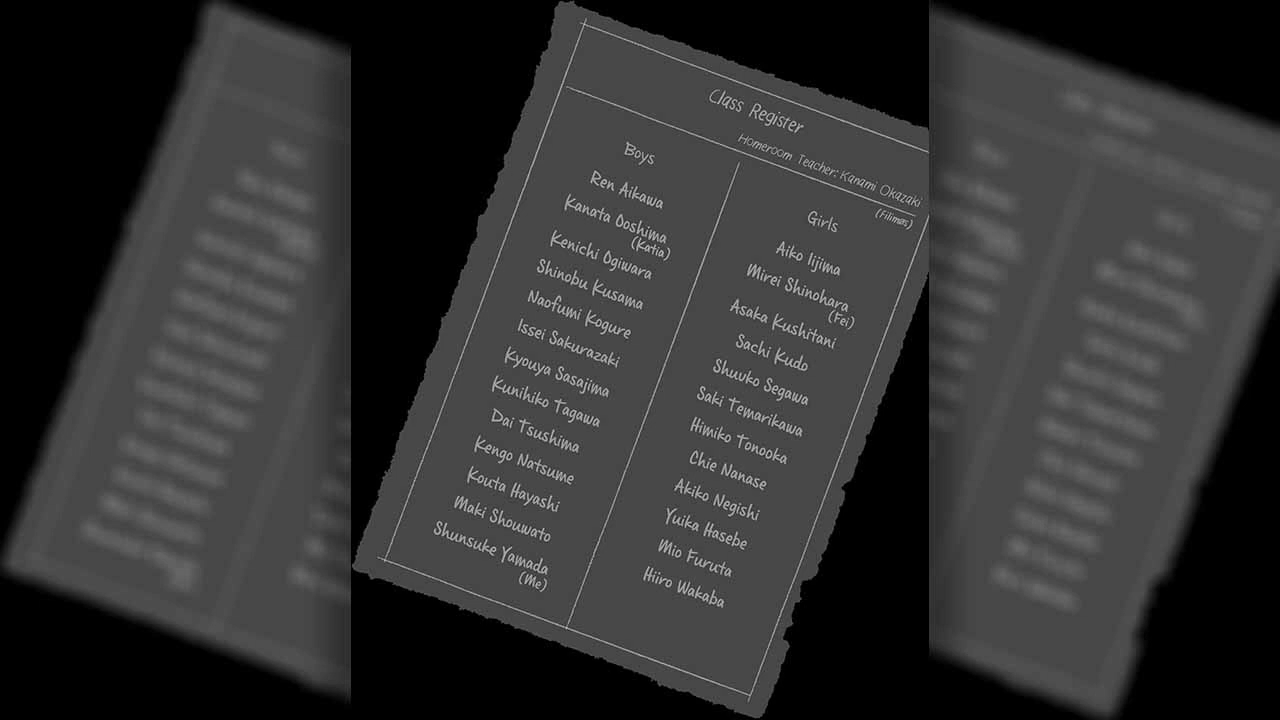 Class Register
Homeroom Teacher: Kanami Okazaki
(Filimøs)
Boys
Ren Aikawa
Kanata Ooshima
(Katia)
Kenichi Ogiwara
Shinobu Kusama
Naofumi Kogure
Issei Sakurazaki
Kyouya Sasajima
Kunihiko Tagawa
Dai Tsushima
Kengo Natsume
Kouta Hayashi
Maki Shouwato
Shunsuke Yamada
(Me)
Girls
Aiko Iijima
Mirei Shinohara
(Fei)
Asaka Kushitani
Sachi Kudo
Shuuko Segawa
Saki Temarikawa
Himiko Tonooka
Chie Nanase
Akiko Negishi
Yuika Hasebe
Mio Furuta
Hiiro Wakaba